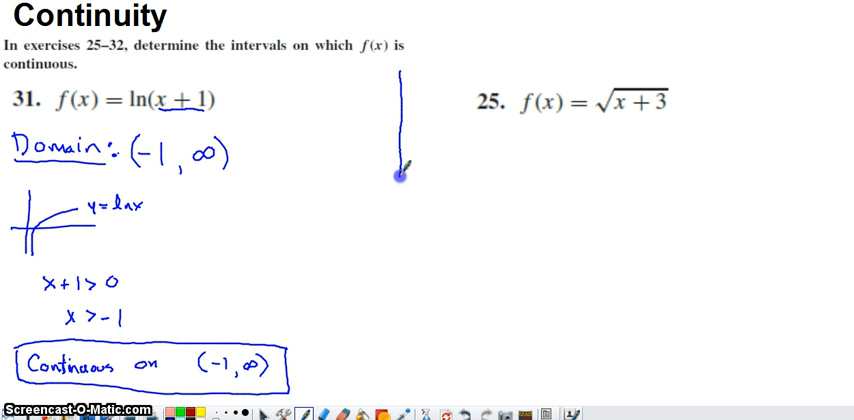 Continuity
In exercises 25–32, determine the intervals on which f(x) is
continuous.
31. f(x) = ln(x + 1)
Domain: (-1, ∞)
y = lnx
x+1 > 0
x > -1
Continuous on (-1, ∞)
25. f(x) = √x + 3
Screencast-O-Matic.com